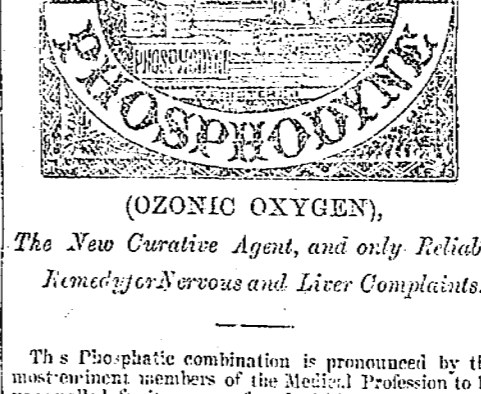 PHOSPHODYNE
PHOSPHODYNE
(OZONIC OXYGEN),
The New Curative Agent, and only Reliab
Remedy for Nervous and Liver Complaints.
Th s Phosphatic combination is pronounced by th
most eminent members of the Medical Profession to